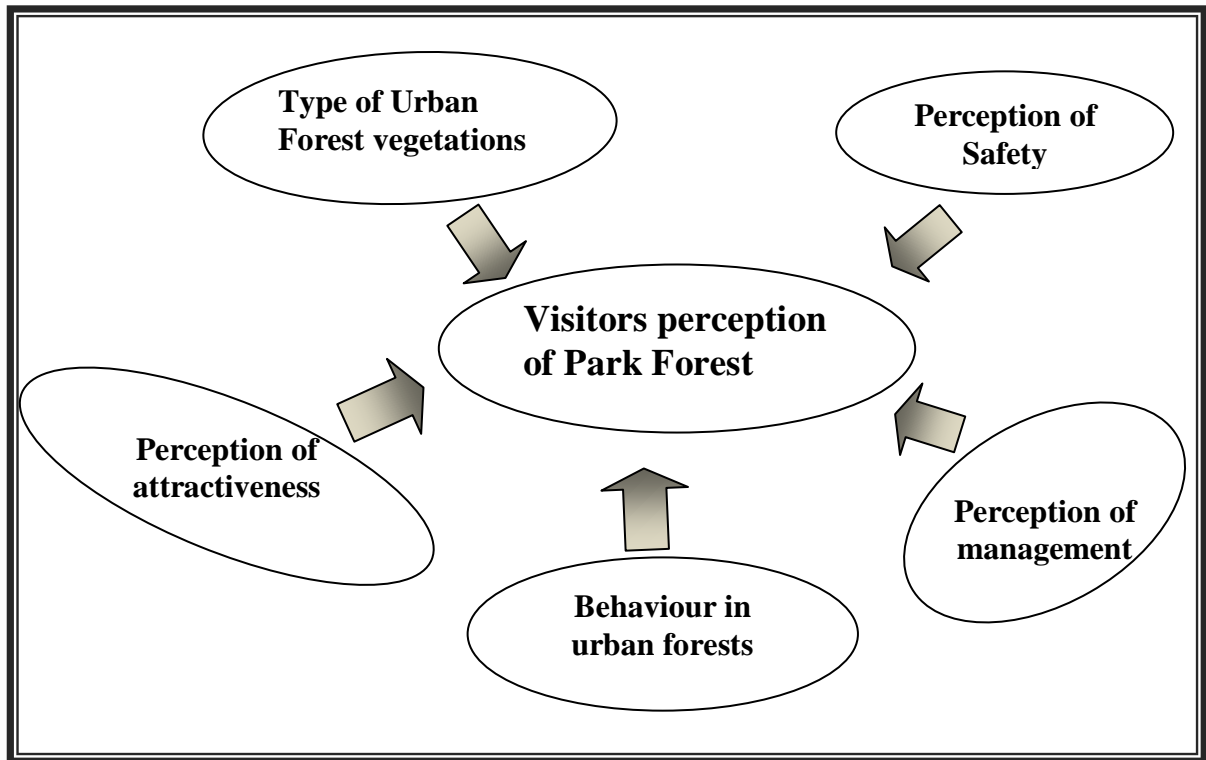 Type of Urban
Forest vegetations
Perception of
Safety
Visitors perception
of Park Forest
Perception of
attractiveness
Perception of
management
Behaviour in
urban forests